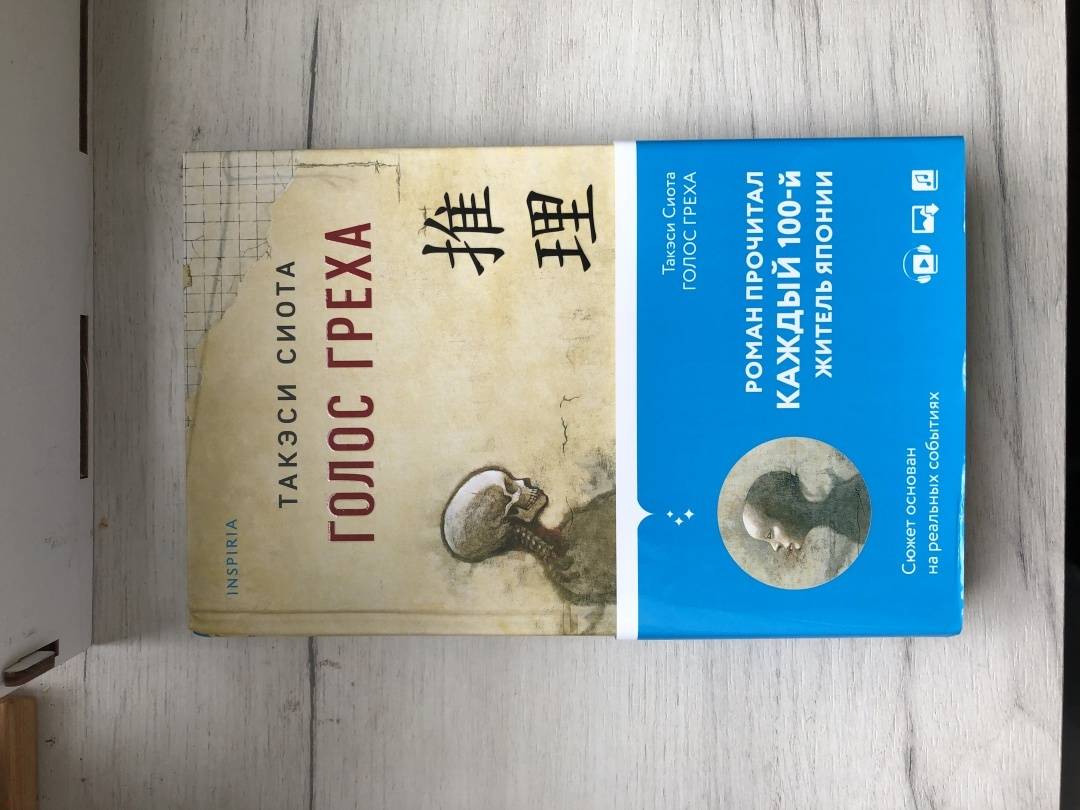 INSPIRIA
ТАКЭСИ СИОТА
ГОЛОС ГРЕХА
推
理
Такэси Сиота
ГОЛОС ГРЕХА
РОМАН ПРОЧИТАЛ
КАЖДЫЙ 100-й
ЖИТЕЛЬ ЯПОНИИ
Сюжет основан
на реальных событиях